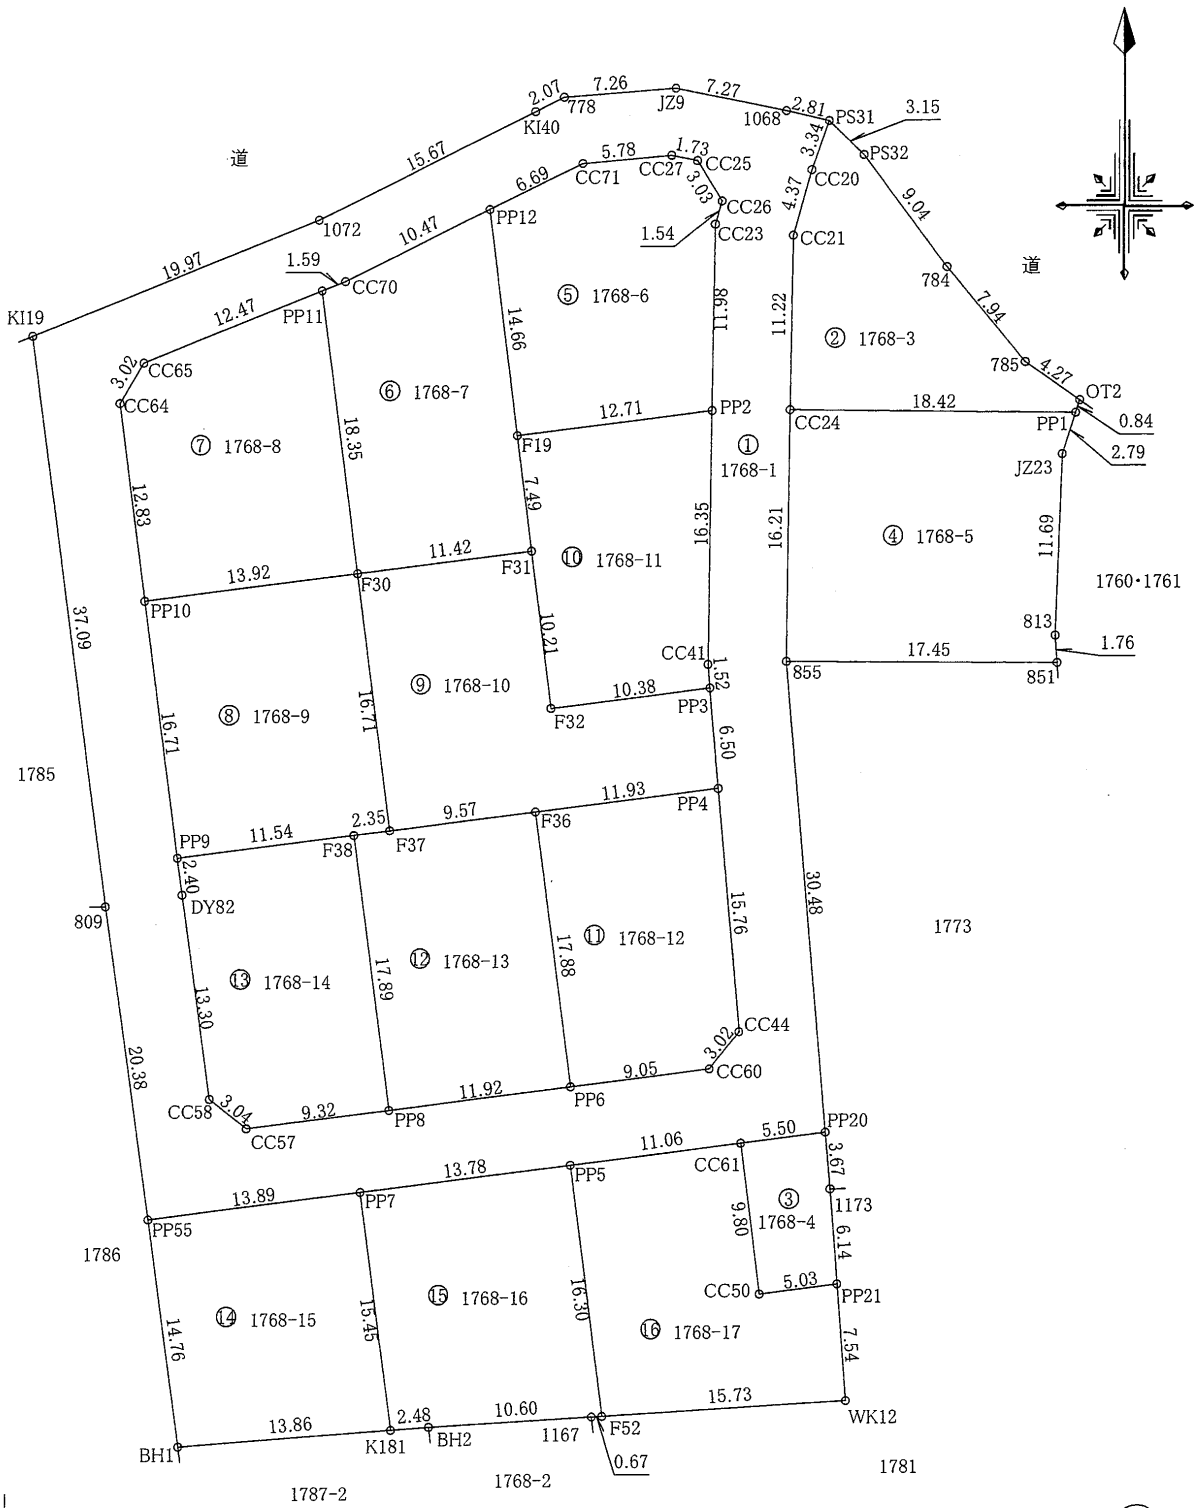 道
道
KI19
19.97
1072
15.67
KI40
2.07
778
7.26
JZ9
7.27
1068
2.81
PS31
3.15
PS32
3.34
CC20
4.37
CC21
9.04
784
7.94
785
4.27
OT2
0.84
PP1
2.79
JZ23
11.69
813
1.76
851
1760・1761
② 1768-3
11.22
18.42
CC24
④ 1768-5
16.21
17.45
855
① 1768-1
CC71
5.78
CC27
1.73
CC25
3.03
CC26
1.54
CC23
11.98
6.69
PP12
10.47
1.59
CC70
PP11
12.47
CC65
3.02
CC64
⑤ 1768-6
14.66
12.71
PP2
F19
⑥ 1768-7
18.35
⑦ 1768-8
12.83
7.49
11.42
F31
F30
13.92
PP10
⑩ 1768-11
16.35
10.21
CC41
1.52
PP3
10.38
F32
⑨ 1768-10
16.71
⑧ 1768-9
16.71
6.50
PP4
11.93
F36
9.57
F37
2.35
F38
11.54
PP9
2.40
DY82
37.09
1785
809
20.38
13.30
⑬ 1768-14
17.89
⑫ 1768-13
17.88
⑪ 1768-12
15.76
30.48
1773
CC44
3.02
CC60
9.05
PP6
11.92
PP8
9.32
CC57
3.04
CC58
PP20
5.50
CC61
11.06
PP5
13.78
PP7
13.89
PP55
3.67
1173
③
1768-4
9.80
6.14
5.03
CC50
PP21
7.54
1786
14.76
⑭ 1768-15
15.45
⑮ 1768-16
16.30
⑯ 1768-17
BH1
13.86
K181
2.48
BH2
10.60
1167
F52
0.67
15.73
WK12
1787-2
1768-2
1781